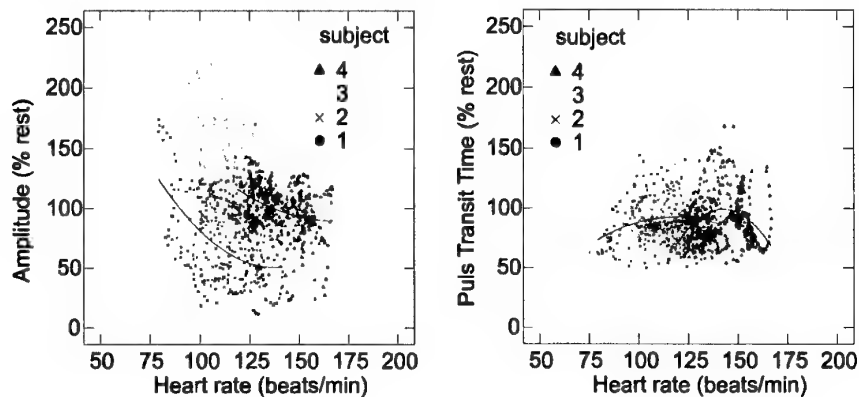 250
200
150
100
50
0
Amplitude (% rest)
subject
▲ 4
3
× 2
● 1
50 75 100 125 150 175 200
Heart rate (beats/min)
250
200
150
100
50
0
Puls Transit Time (% rest)
subject
▲ 4
3
× 2
● 1
50 75 100 125 150 175 200
Heart rate (beats/min)